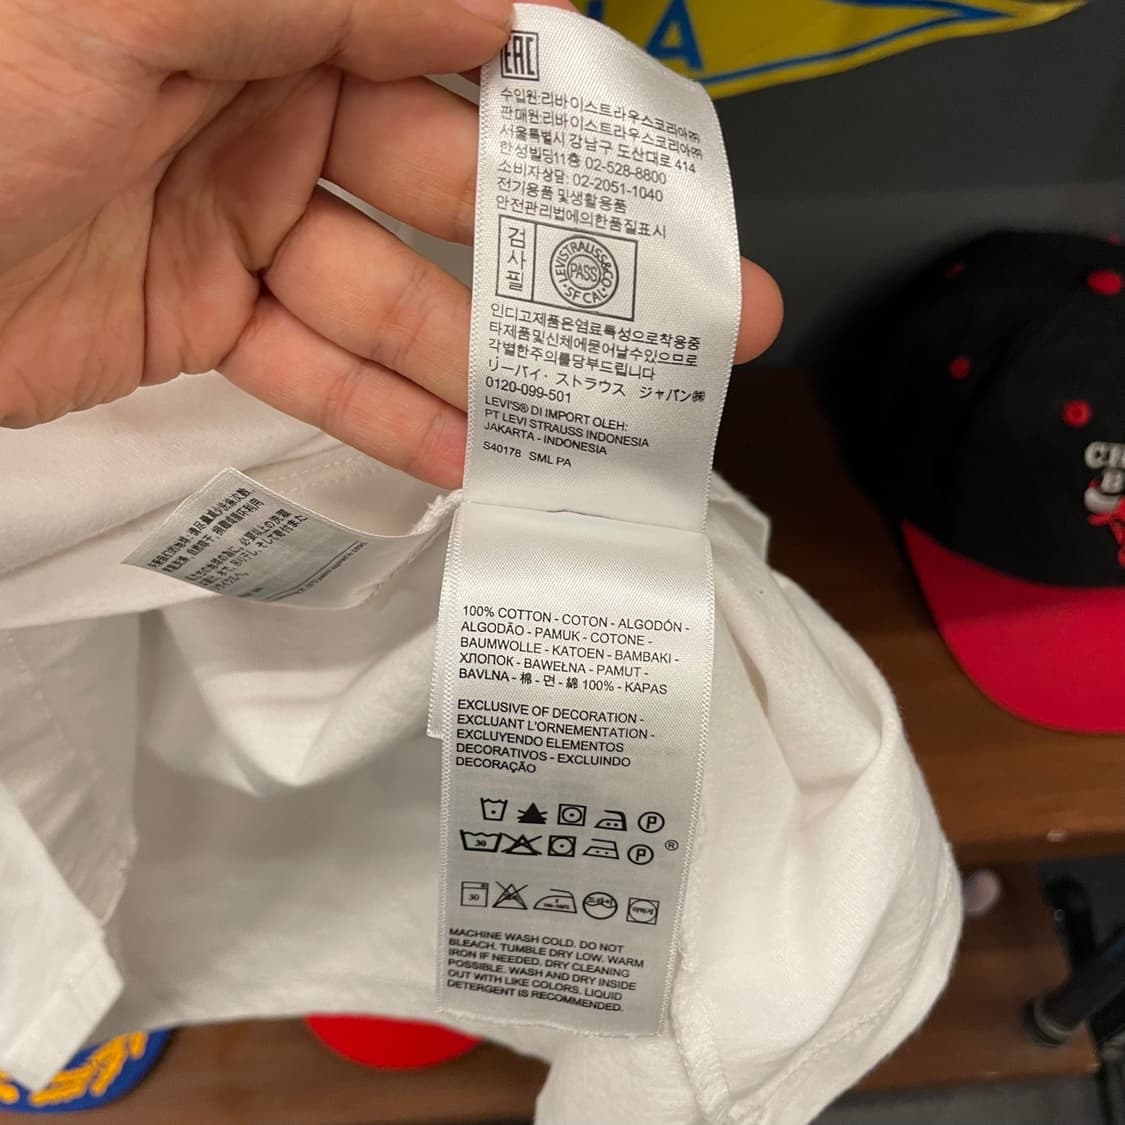 IA
EAC
수입원:리바이스트라우스코리아㈜
판매원:리바이스트라우스코리아㈜
서울특별시 강남구 도산대로 414
한성빌딩11층 02-528-8800
소비자상담: 02-2051-1040
전기용품 및생활용품
안전관리법에의한품질표시
검사필
LEVI STRAUSS & CO
PASS
SF CAL
인디고제품은염료특성으로착용중
타제품및신체에묻어날수있으므로
각별한주의를당부드립니다
リーバイ・ストラウス ジャパン㈱
0120-099-501
LEVI'S® DI IMPORT OLEH:
PT LEVI STRAUSS INDONESIA
JAKARTA - INDONESIA
S40178 SML PA
100% COTTON - COTON - ALGODÓN -
ALGODÃO - PAMUK - COTONE -
BAUMWOLLE - KATOEN - BAMBAKI -
ХЛОПОК - BAWEŁNA - PAMUT -
BAVLNA - 棉 - 면 - 綿 100% - KAPAS
EXCLUSIVE OF DECORATION -
EXCLUANT L'ORNEMENTATION -
EXCLUYENDO ELEMENTOS
DECORATIVOS - EXCLUINDO
DECORAÇÃO
P
30 P ®
30 드라이
MACHINE WASH COLD. DO NOT
BLEACH. TUMBLE DRY LOW. WARM
IRON IF NEEDED. DRY CLEANING
POSSIBLE. WASH AND DRY INSIDE
OUT WITH LIKE COLORS. LIQUID
DETERGENT IS RECOMMENDED.
CH
B